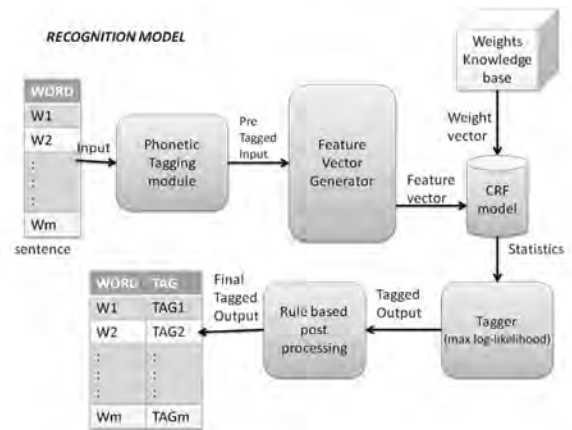 RECOGNITION MODEL
Weights
Knowledge
base
WORD
W1
W2
:
:
:
Wm
sentence
Input
Phonetic
Tagging
module
Pre
Tagged
Input
Feature
Vector
Generator
Weight
vector
Feature
vector
CRF
model
Statistics
WORD TAG
W1 TAG1
W2 TAG2
: :
: :
: :
Wm TAGm
Final
Tagged
Output
Rule based
post
processing
Tagged
Output
Tagger
(max log-likelihood)